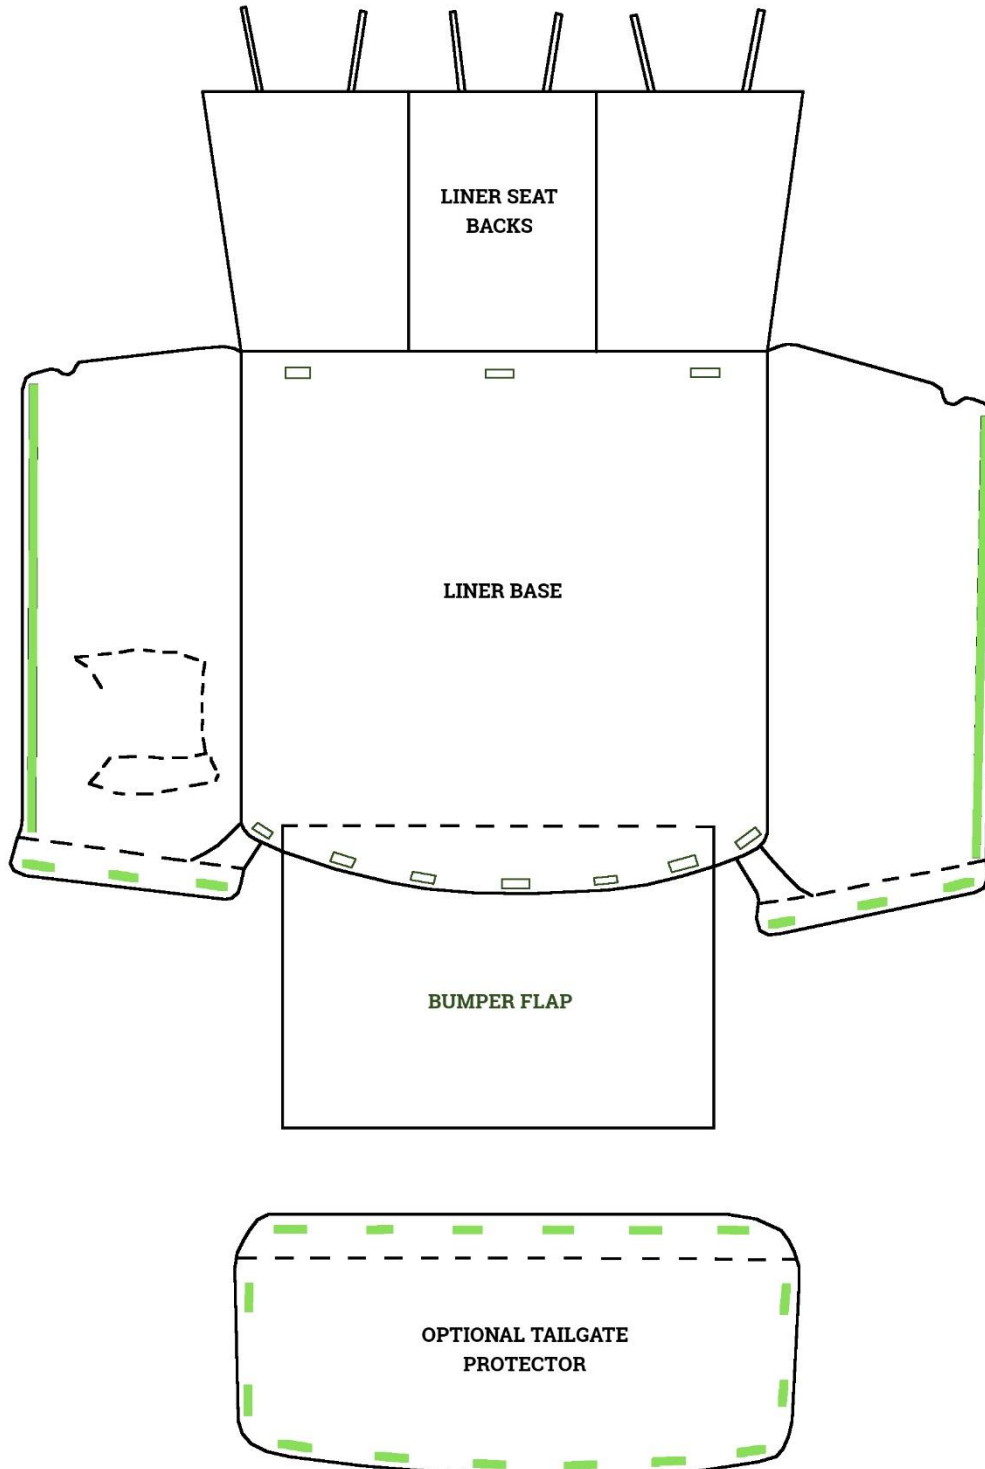 LINER SEAT
BACKS
LINER BASE
BUMPER FLAP
OPTIONAL TAILGATE
PROTECTOR